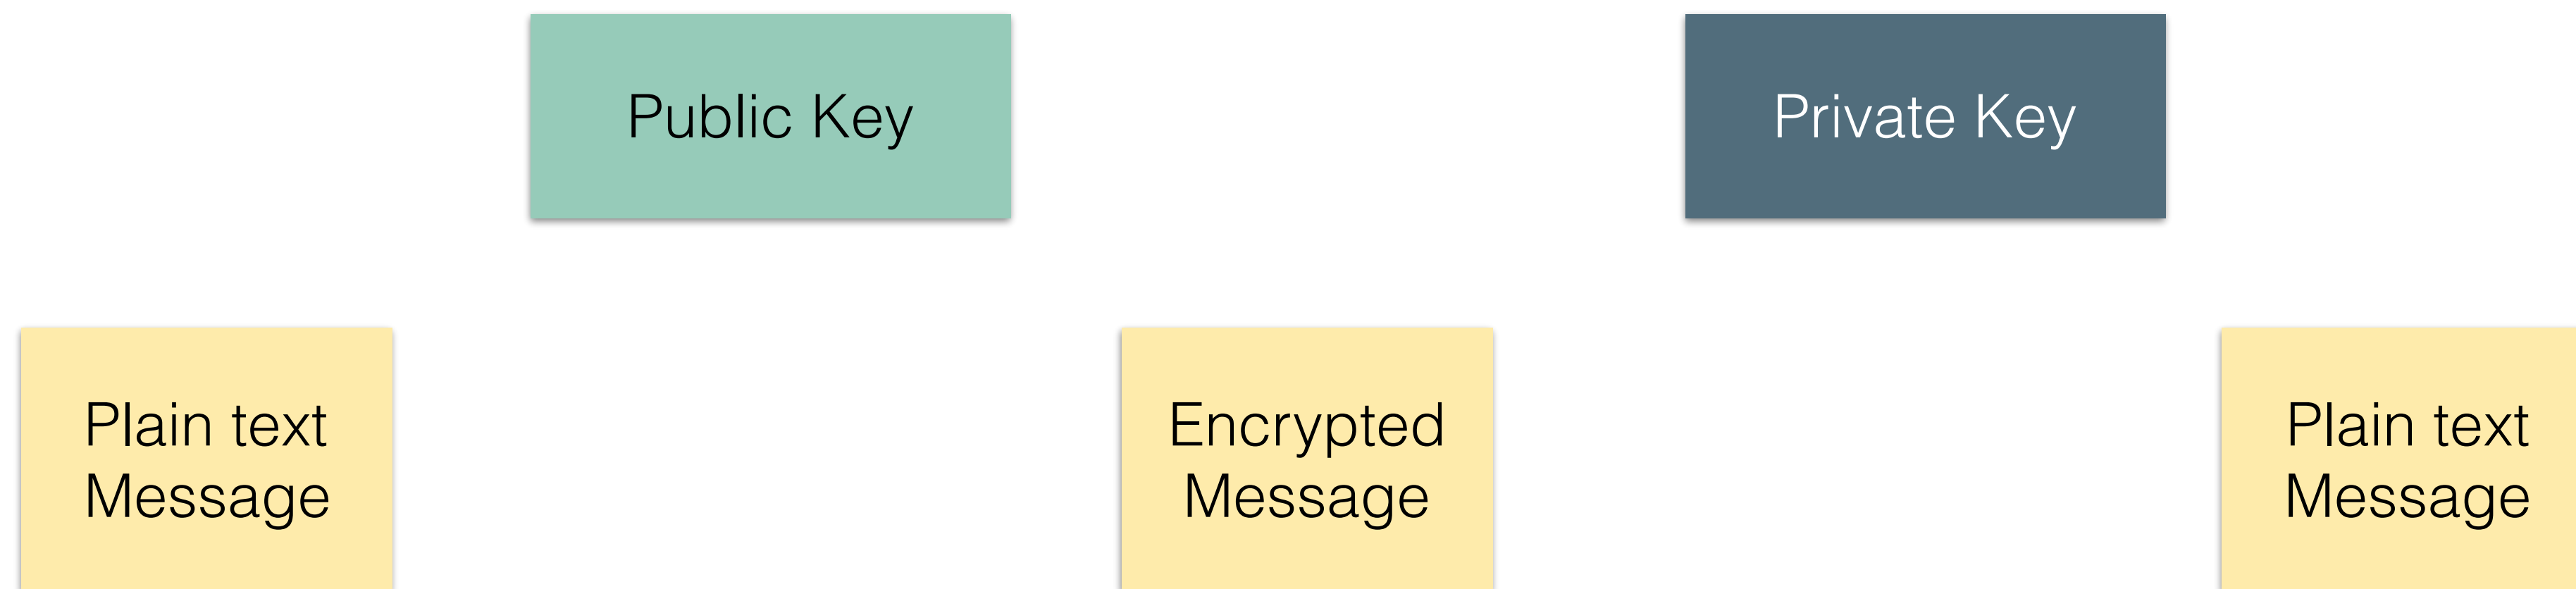 Public Key
Private Key
Plain text
Message
Encrypted
Message
Plain text
Message